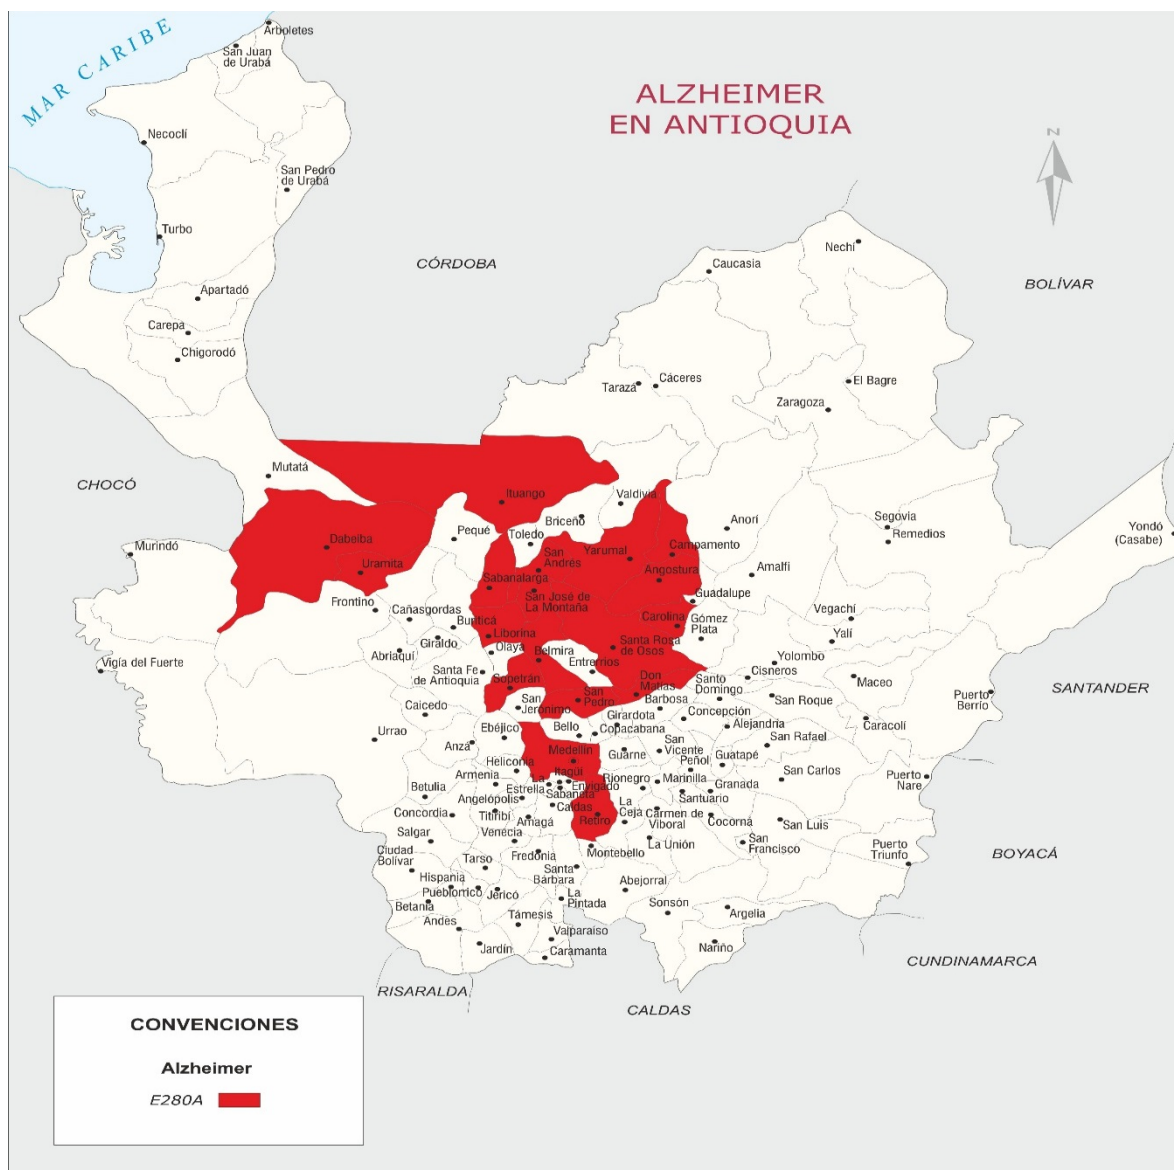 MAR CARIBE
Arboletes
San Juan
de Urabá
ALZHEIMER
EN ANTIOQUIA
N
Necoclí
San Pedro
de Urabá
Turbo
CÓRDOBA
Nechí
Caucasia
BOLÍVAR
Apartadó
Carepa
Chigorodó
Tarazá
Cáceres
El Bagre
Zaragoza
Mutatá
CHOCÓ
Ituango
Valdivia
Briceño
Toledo
Anorí
Segovia
Remedios
Yondó
(Casabe)
Murindó
Dabeiba
Pequé
San
Andrés
Yarumal
Campamento
Uramita
Sabanalarga
Angostura
Amalfi
San José de
La Montaña
Guadalupe
Frontino
Cañasgordas
Buriticá
Carolina
Gómez
Plata
Vegachí
Giraldo
Liborina
Olaya
Yalí
Abriaquí
Belmira
Santa Rosa
de Osos
Entrerríos
Yolombo
Vigía del Fuerte
Santa Fe
de Antioquia
Sopetrán
Don
Matías
Santo
Domingo
Cisneros
Maceo
SANTANDER
San
Pedro
Barbosa
San Roque
Puerto
Berrío
Caicedo
San
Jerónimo
Girardota
Concepción
Alejandría
Caracolí
Urrao
Ebéjico
Bello
Copacabana
Anza
San
Vicente
San Rafael
Medellín
Guarne
Peñol
Guatapé
Heliconia
Armenia
Itagüí
La
Estrella
Envigado
Rionegro
Marinilla
Granada
San Carlos
Puerto
Nare
Betulia
Angelópolis
Sabaneta
Caldas
Santuario
Concordia
Titiribí
Amagá
Retiro
La
Ceja
Carmen de
Viboral
Cocorná
San Luis
Salgar
Venecia
La Unión
San
Francisco
Puerto
Triunfo
BOYACÁ
Ciudad
Bolívar
Tarso
Fredonia
Montebello
Hispania
Santa
Bárbara
Pueblorrico
Jericó
Abejorral
Betania
La
Pintada
Sonsón
Argelia
Andes
Támesis
Valparaíso
Jardín
Caramanta
Nariño
CUNDINAMARCA
RISARALDA
CALDAS
CONVENCIONES
Alzheimer
E280A